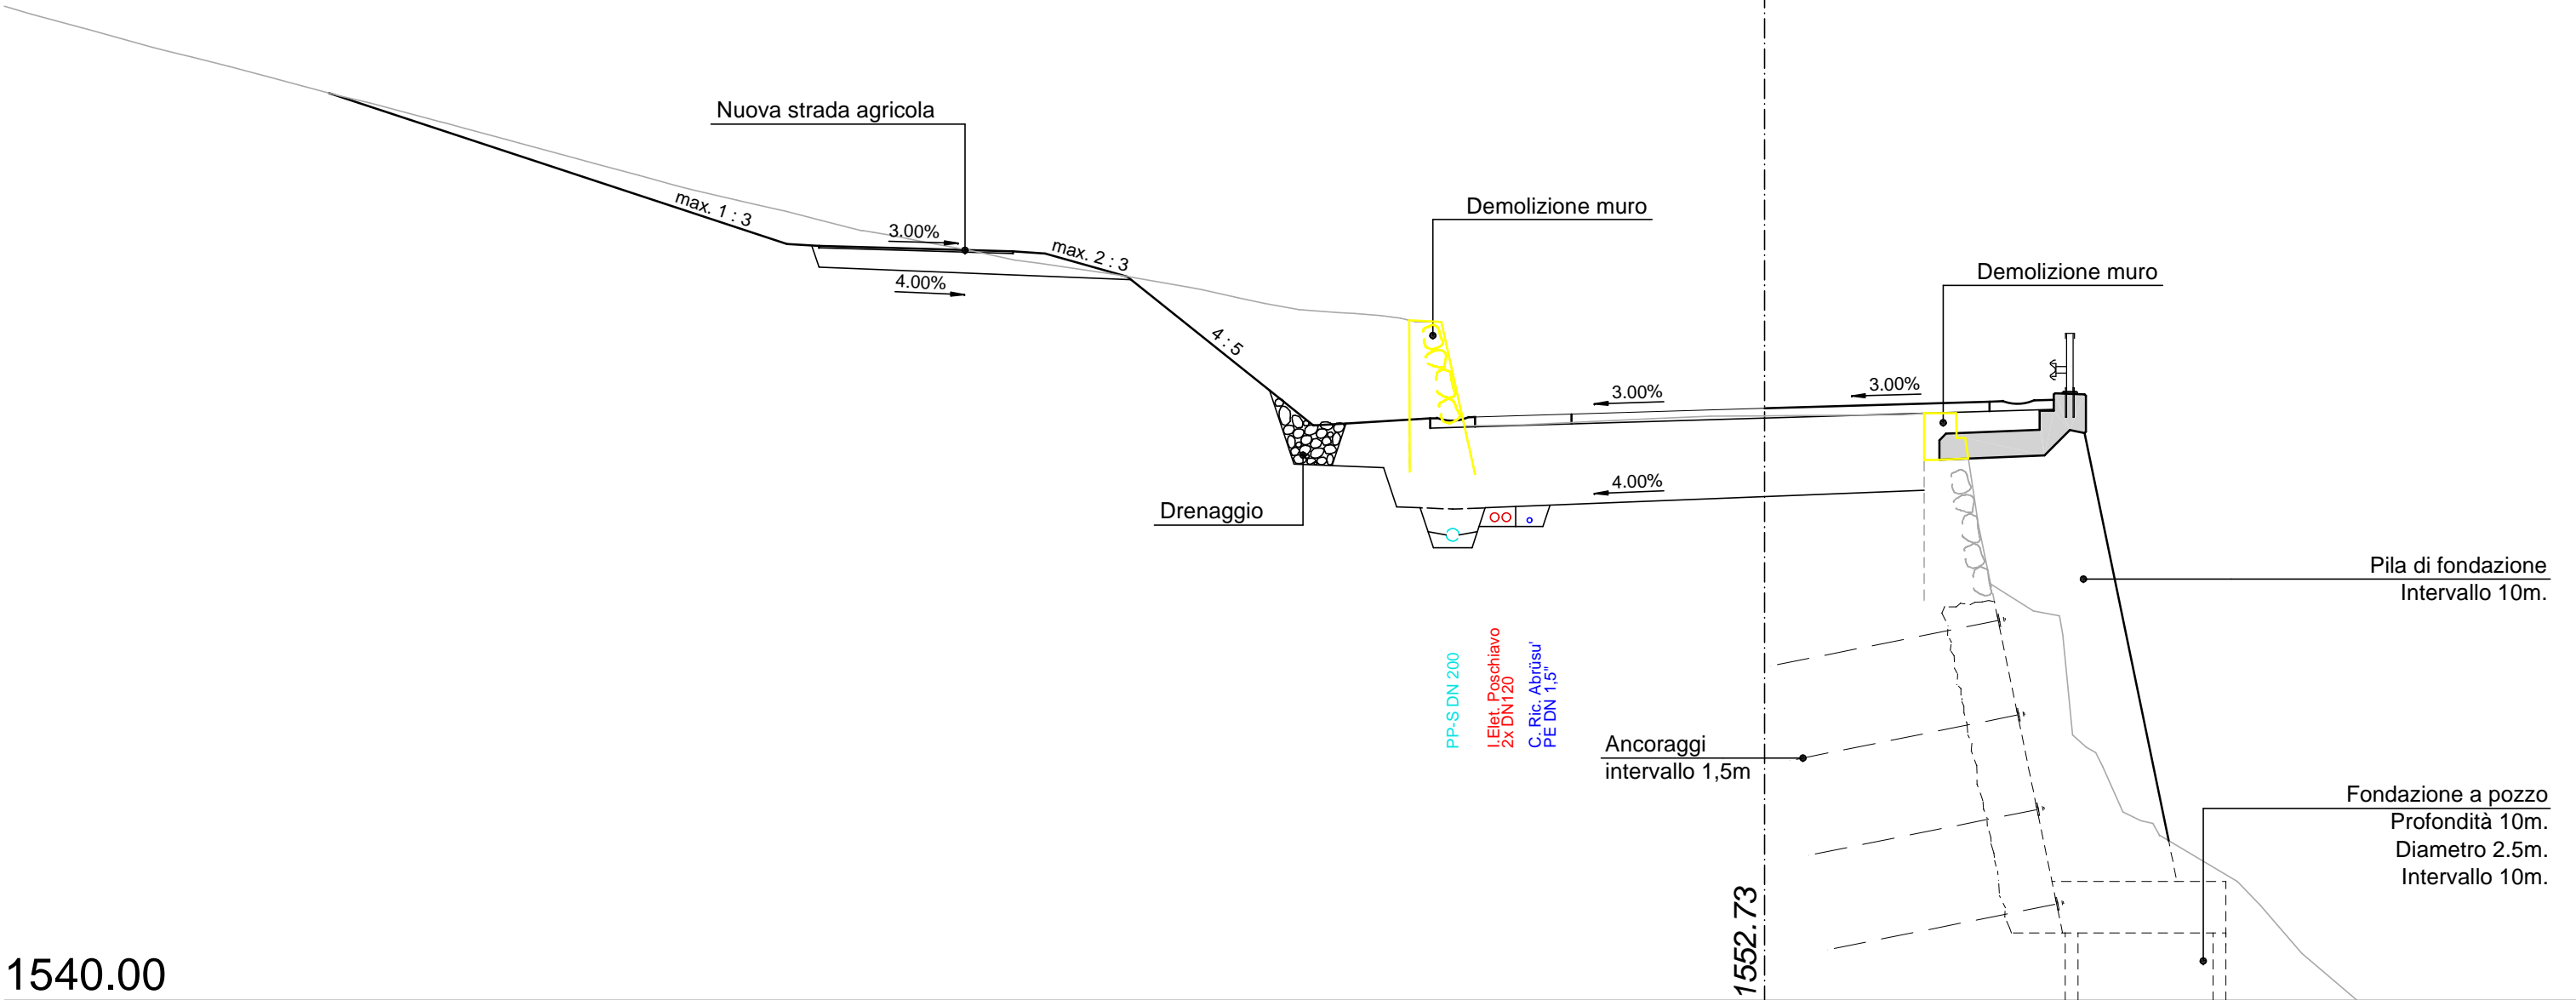 Nuova strada agricola
max. 1 : 3
3.00%
4.00%
max. 2 : 3
4 : 5
Demolizione muro
Demolizione muro
3.00%
3.00%
4.00%
Drenaggio
PP-S DN 200
I.Elet. Poschiavo
2x DN120
C. Ric. Abrüsu'
PE DN 1,5"
Ancoraggi
intervallo 1,5m
Pila di fondazione
Intervallo 10m.
Fondazione a pozzo
Profondità 10m.
Diametro 2.5m.
Intervallo 10m.
1552.73
1540.00